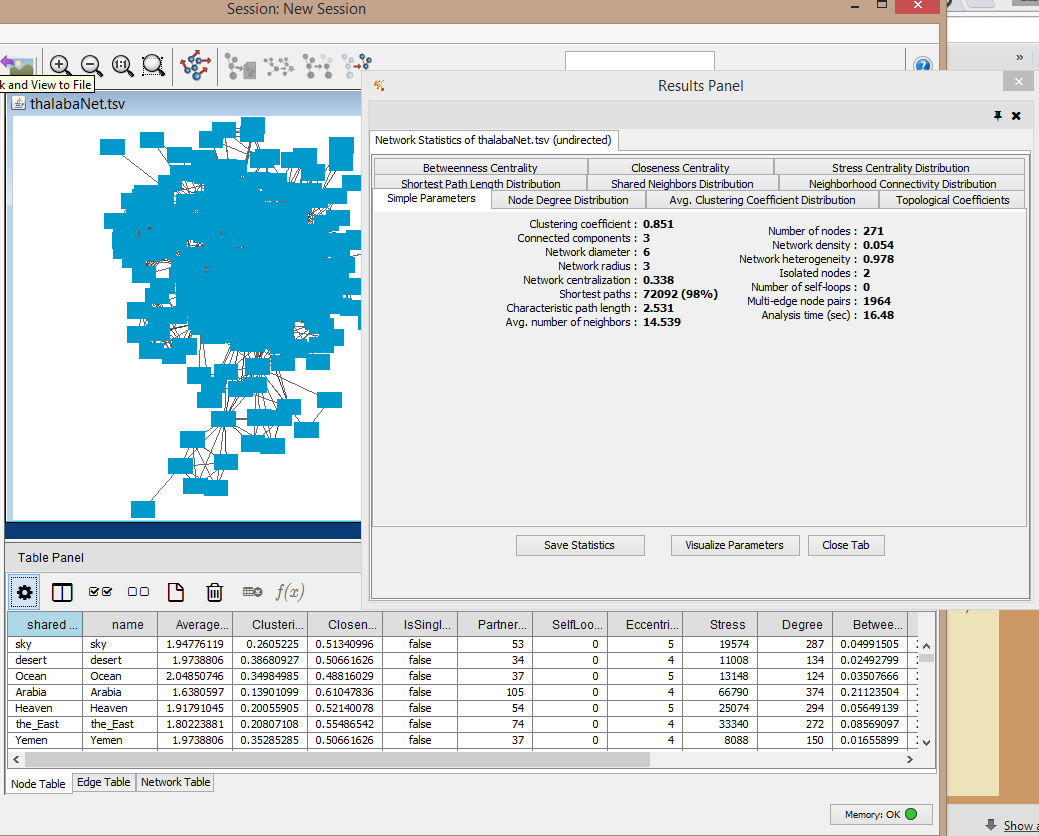 Session: New Session
k and View to File
1:1
?
»
thalabaNet.tsv
Results Panel
Network Statistics of thalabaNet.tsv (undirected)
Betweenness Centrality Closeness Centrality Stress Centrality Distribution
Shortest Path Length Distribution Shared Neighbors Distribution Neighborhood Connectivity Distribution
Simple Parameters Node Degree Distribution Avg. Clustering Coefficient Distribution Topological Coefficients
Clustering coefficient : 0.851
Connected components : 3
Network diameter : 6
Network radius : 3
Network centralization : 0.338
Shortest paths : 72092 (98%)
Characteristic path length : 2.531
Avg. number of neighbors : 14.539
Number of nodes : 271
Network density : 0.054
Network heterogeneity : 0.978
Isolated nodes : 2
Number of self-loops : 0
Multi-edge node pairs : 1964
Analysis time (sec) : 16.48
Save Statistics Visualize Parameters Close Tab
Table Panel
f(x)
shared ... name Average... Clusteri... Closen... IsSingl... Partner... SelfLoo... Eccentri... Stress Degree Betwee...
sky sky 1.94776119 0.2605225 0.51340996 false 53 0 5 19574 287 0.04991505
desert desert 1.9738806 0.38680927 0.50661626 false 34 0 4 11008 134 0.02492799
Ocean Ocean 2.04850746 0.34984985 0.48816029 false 37 0 5 13148 124 0.03507666
Arabia Arabia 1.6380597 0.13901099 0.61047836 false 105 0 4 66790 374 0.21123504
Heaven Heaven 1.91791045 0.20055905 0.52140078 false 54 0 5 25074 294 0.05649139
the_East the_East 1.80223881 0.20807108 0.55486542 false 74 0 4 33340 272 0.08569097
Yemen Yemen 1.9738806 0.35285285 0.50661626 false 37 0 4 8088 150 0.01655899
Node Table Edge Table Network Table
Memory: OK
Show